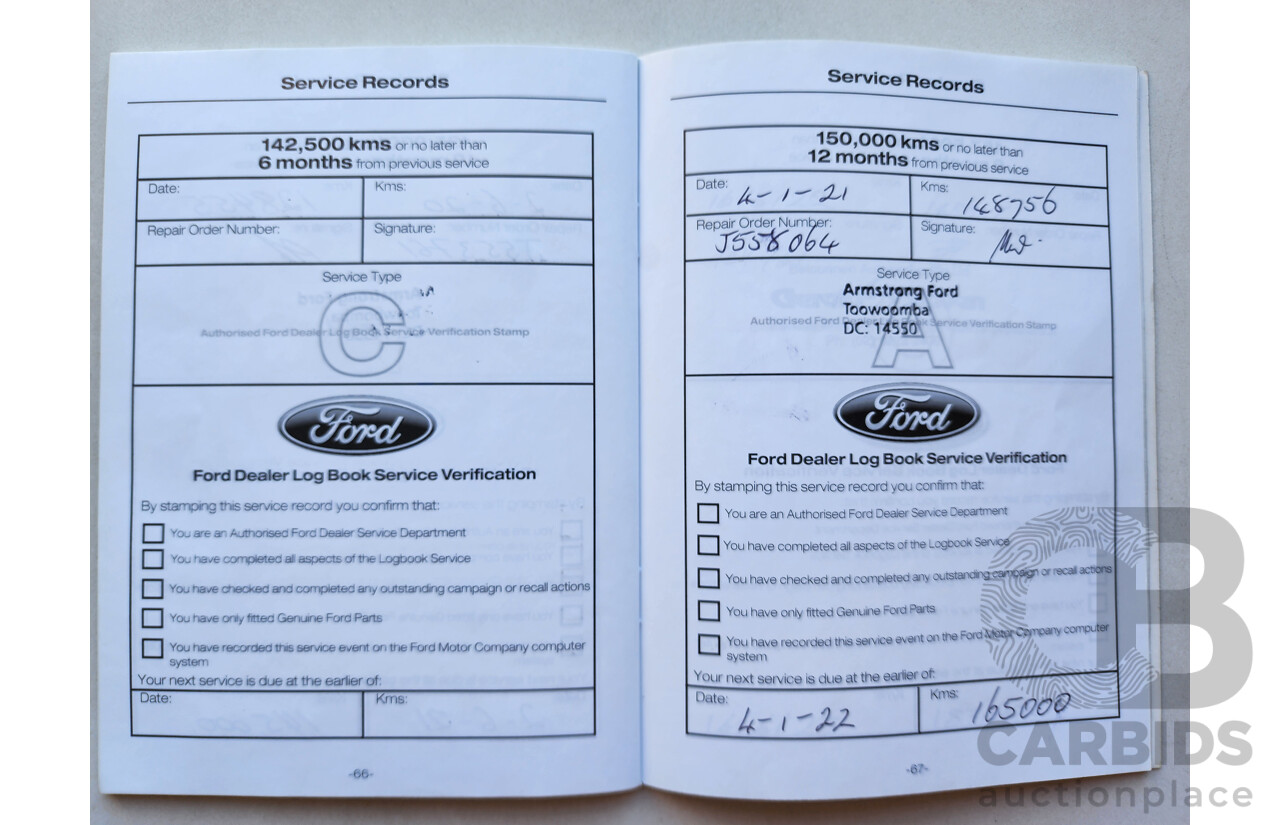 Service Records
142,500 kms or no later than
6 months from previous service
Date:
Kms:
Repair Order Number:
Signature:
Service Type
C
Authorised Ford Dealer Log Book Service Verification Stamp
Ford
Ford Dealer Log Book Service Verification
By stamping this service record you confirm that:
You are an Authorised Ford Dealer Service Department
You have completed all aspects of the Logbook Service
You have checked and completed any outstanding campaign or recall actions
You have only fitted Genuine Ford Parts
You have recorded this service event on the Ford Motor Company computer
system
Your next service is due at the earlier of:
Date:
Kms:
-66-
Service Records
150,000 kms or no later than
12 months from previous service
Date: 4-1-21
Kms: 148756
Repair Order Number:
J558064
Signature:
Service Type
Armstrong Ford
Toowoomba
Authorised Ford Dealer Log Book Service Verification Stamp
DC: 14550
A
Ford
Ford Dealer Log Book Service Verification
By stamping this service record you confirm that:
You are an Authorised Ford Dealer Service Department
You have completed all aspects of the Logbook Service
You have checked and completed any outstanding campaign or recall actions
You have only fitted Genuine Ford Parts
You have recorded this service event on the Ford Motor Company computer
system
Your next service is due at the earlier of:
Date: 4-1-22
Kms: 165000
-67-
CARBIDS
auctionplace